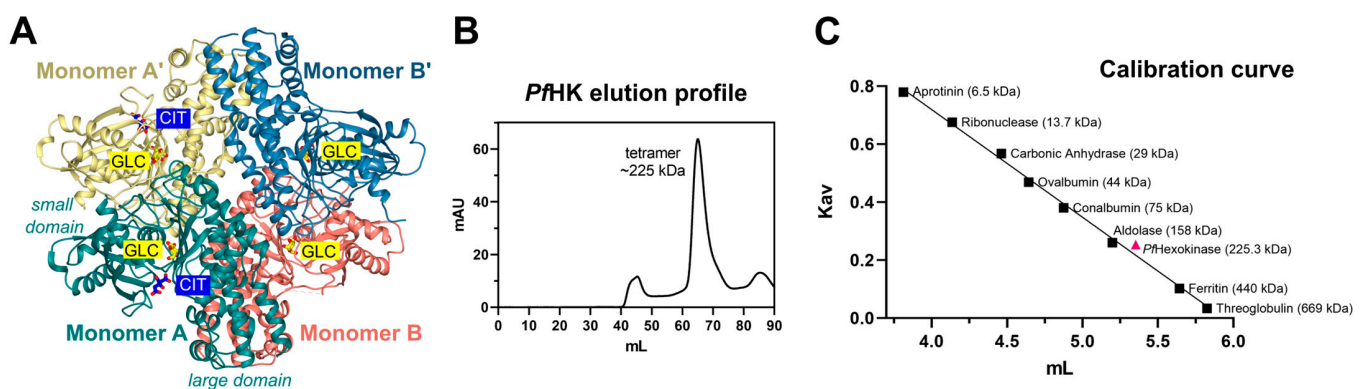 A
Monomer A'
Monomer B'
CIT
GLC
GLC
small
domain
GLC
GLC
CIT
Monomer A
Monomer B
large domain
B
PfHK elution profile
tetramer
~225 kDa
mAU
60
40
20
0
0 10 20 30 40 50 60 70 80 90
mL
C
Calibration curve
Kav
0.8
0.6
0.4
0.2
0.0
Aprotinin (6.5 kDa)
Ribonuclease (13.7 kDa)
Carbonic Anhydrase (29 kDa)
Ovalbumin (44 kDa)
Conalbumin (75 kDa)
Aldolase (158 kDa)
PfHexokinase (225.3 kDa)
Ferritin (440 kDa)
Threoglobulin (669 kDa)
4.0 4.5 5.0 5.5 6.0
mL